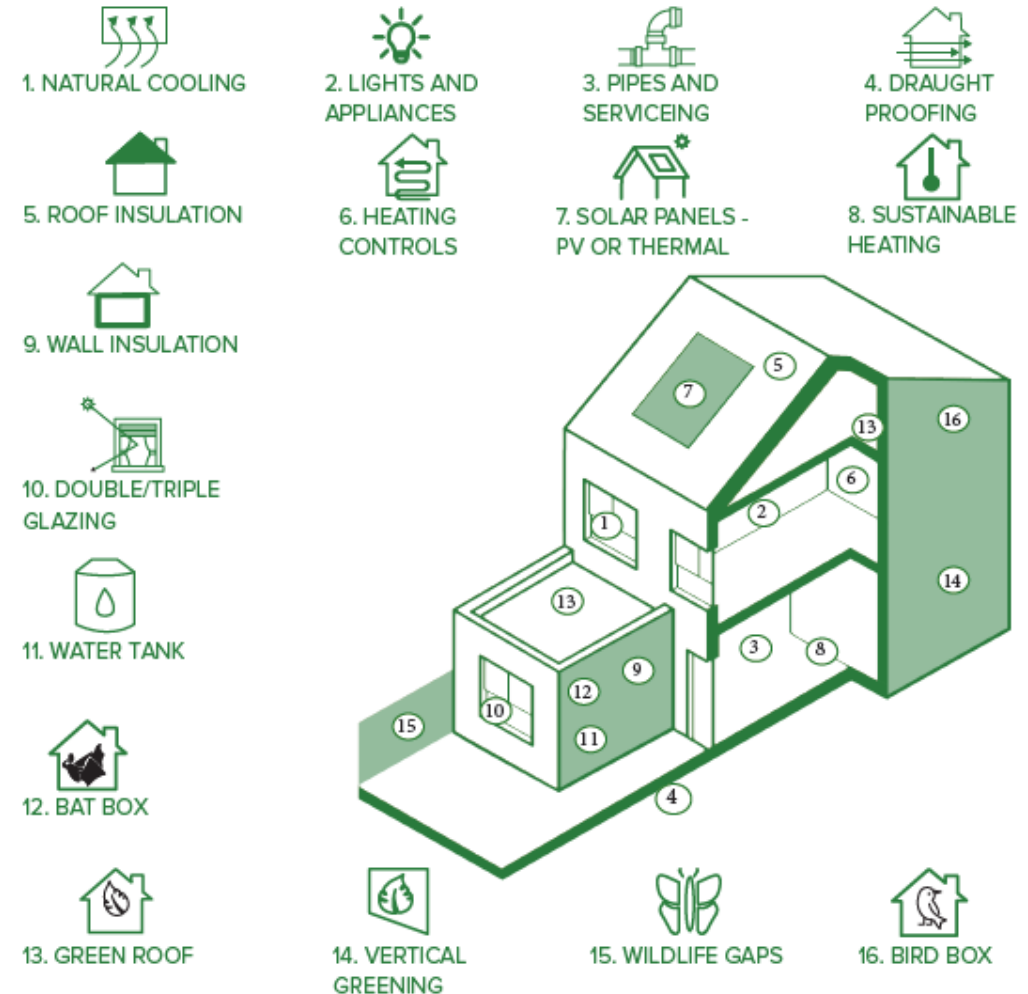 1. NATURAL COOLING
2. LIGHTS AND
APPLIANCES
3. PIPES AND
SERVICEING
4. DRAUGHT
PROOFING
5. ROOF INSULATION
6. HEATING
CONTROLS
7. SOLAR PANELS -
PV OR THERMAL
8. SUSTAINABLE
HEATING
9. WALL INSULATION
10. DOUBLE/TRIPLE
GLAZING
11. WATER TANK
12. BAT BOX
5
7
13
16
6
2
1
14
13
3
8
9
12
10
15
11
4
13. GREEN ROOF
14. VERTICAL
GREENING
15. WILDLIFE GAPS
16. BIRD BOX